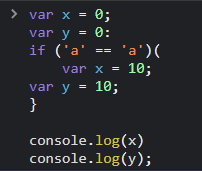 > var x = 0;
var y = 0:
if ('a' == 'a')(
    var x = 10;
var y = 10;
}

console.log(x)
console.log(y);